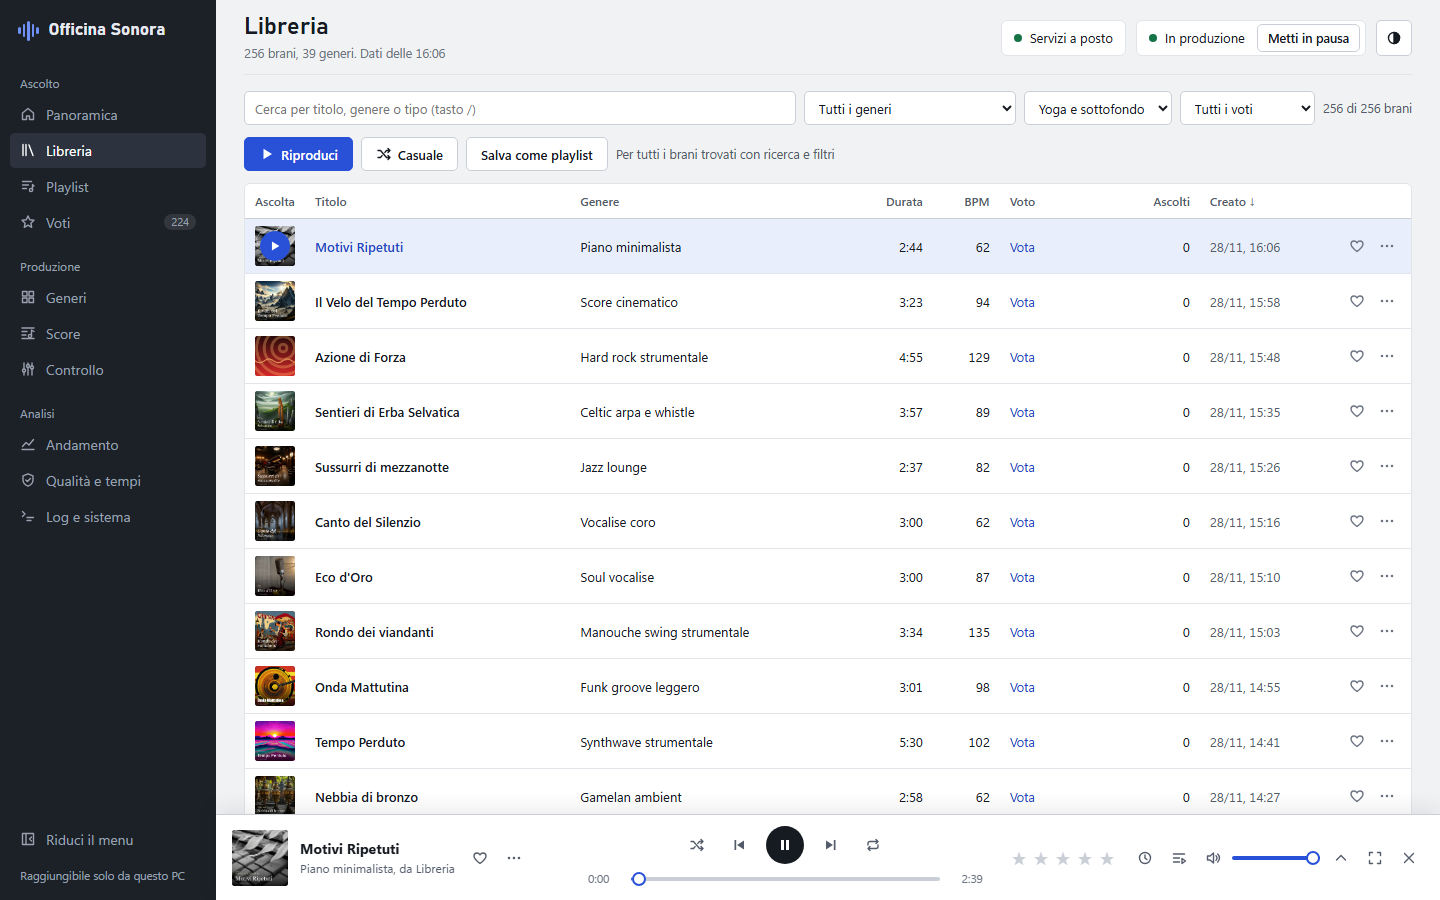 Officina Sonora
Ascolto
Panoramica
Libreria
Playlist
Voti 224
Produzione
Generi
Score
Controllo
Analisi
Andamento
Qualità e tempi
Log e sistema
Riduci il menu
Raggiungibile solo da questo PC
Libreria
256 brani, 39 generi. Dati delle 16:06
Servizi a posto
In produzione Metti in pausa
Cerca per titolo, genere o tipo (tasto /)
Tutti i generi
Yoga e sottofondo
Tutti i voti
256 di 256 brani
Riproduci Casuale Salva come playlist Per tutti i brani trovati con ricerca e filtri
Ascolta Titolo Genere Durata BPM Voto Ascolti Creato ↓
Motivi Ripetuti Piano minimalista 2:44 62 Vota 0 28/11, 16:06
Il Velo del Tempo Perduto Score cinematico 3:23 94 Vota 0 28/11, 15:58
Azione di Forza Hard rock strumentale 4:55 129 Vota 0 28/11, 15:48
Sentieri di Erba Selvatica Celtic arpa e whistle 3:57 89 Vota 0 28/11, 15:35
Sussurri di mezzanotte Jazz lounge 2:37 82 Vota 0 28/11, 15:26
Canto del Silenzio Vocalise coro 3:00 62 Vota 0 28/11, 15:16
Eco d'Oro Soul vocalise 3:00 87 Vota 0 28/11, 15:10
Rondo dei viandanti Manouche swing strumentale 3:34 135 Vota 0 28/11, 15:03
Onda Mattutina Funk groove leggero 3:01 98 Vota 0 28/11, 14:55
Tempo Perduto Synthwave strumentale 5:30 102 Vota 0 28/11, 14:41
Nebbia di bronzo Gamelan ambient 2:58 62 Vota 0 28/11, 14:27
Motivi Ripetuti
Motivi Ripetuti
Piano minimalista, da Libreria
0:00 2:39